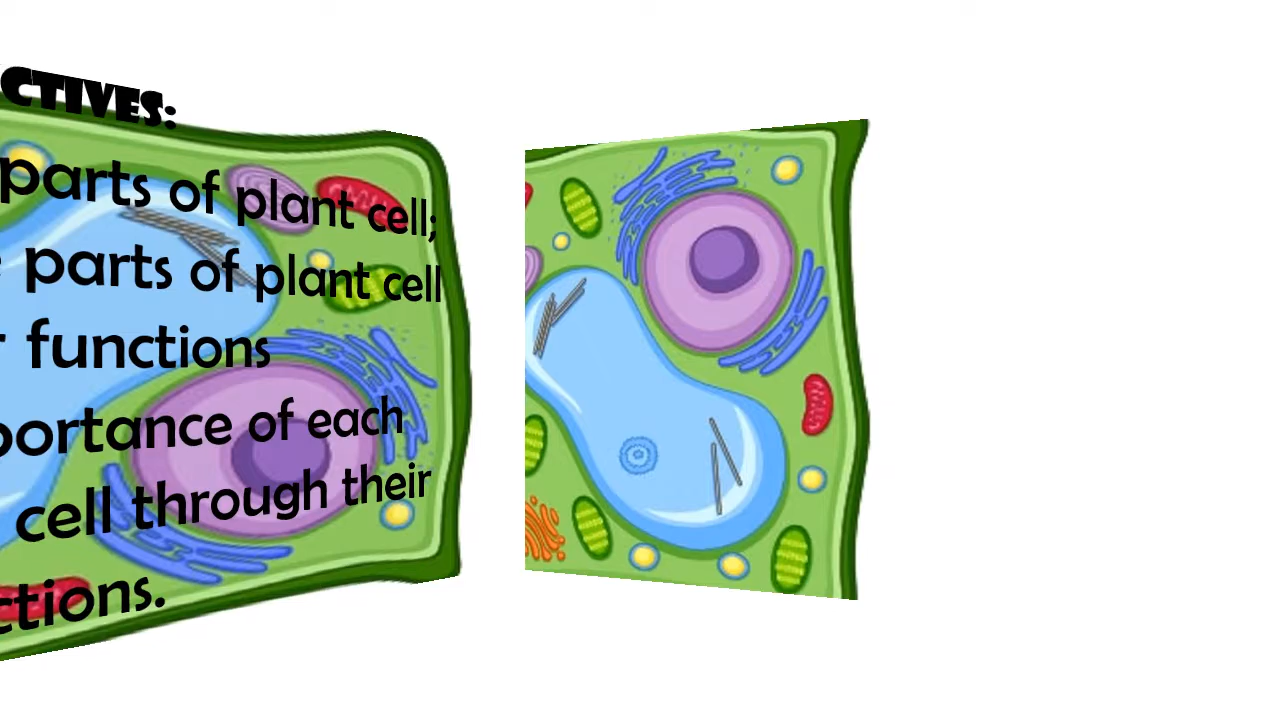 CTIVES:
parts of plant cell;
parts of plant cell
functions
portance of each
cell through their
ctions.